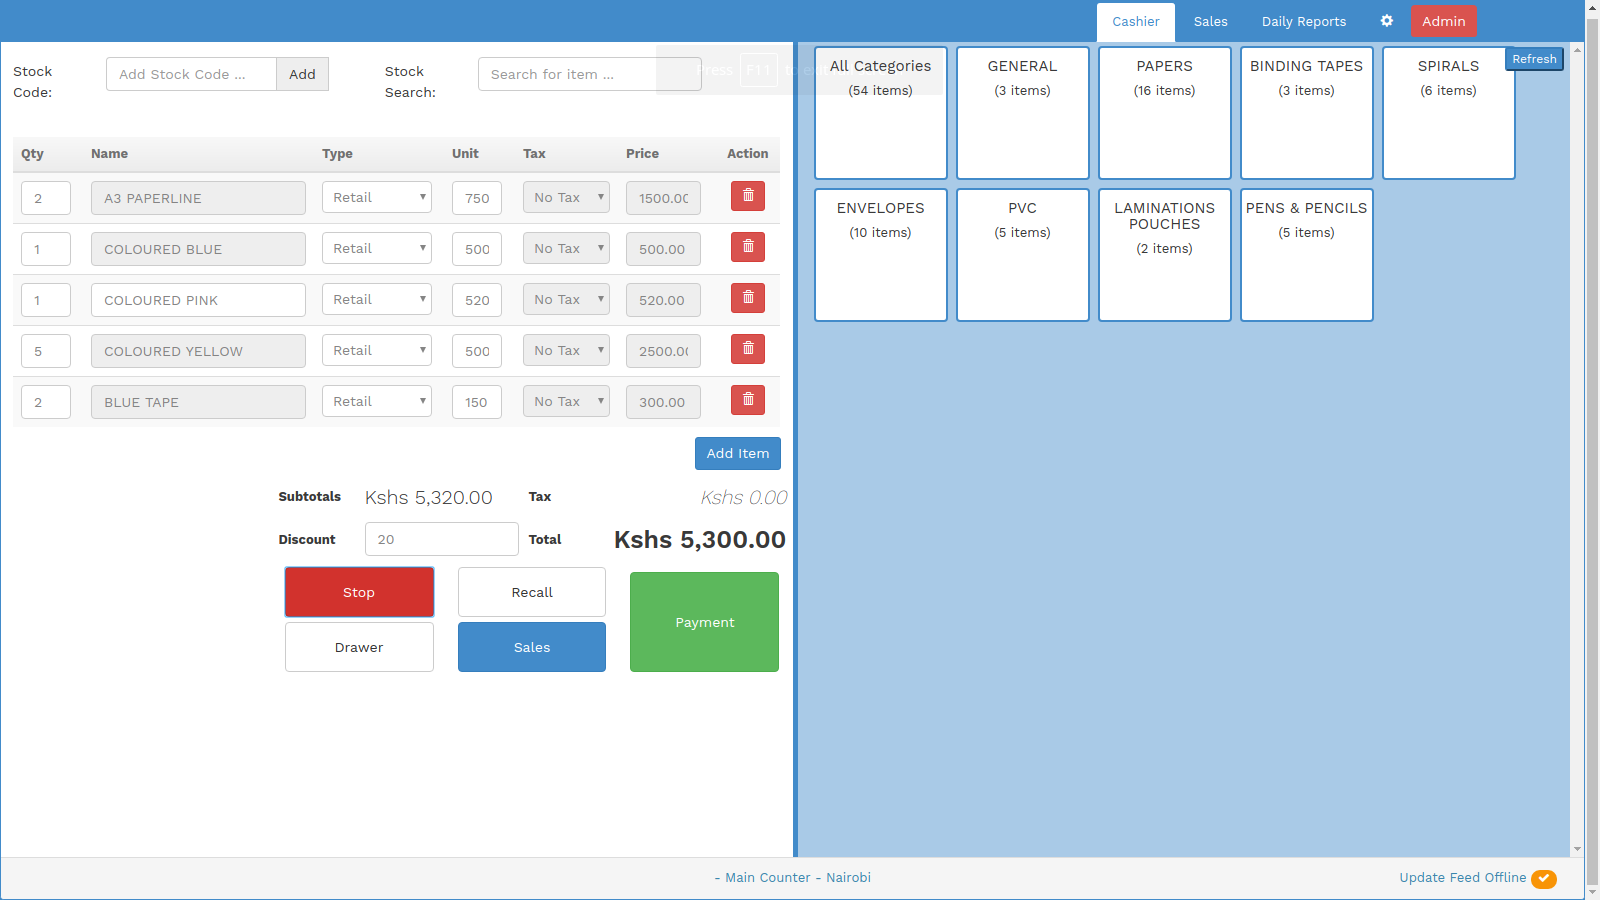 Cashier Sales Daily Reports Admin
Stock Code: Add Stock Code ... Add Stock Search: Search for item ...
Press F11 to exit
Qty Name Type Unit Tax Price Action
2 A3 PAPERLINE Retail 750 No Tax 1500.00
1 COLOURED BLUE Retail 500 No Tax 500.00
1 COLOURED PINK Retail 520 No Tax 520.00
5 COLOURED YELLOW Retail 500 No Tax 2500.00
2 BLUE TAPE Retail 150 No Tax 300.00
Add Item
Subtotals Kshs 5,320.00 Tax Kshs 0.00
Discount 20 Total Kshs 5,300.00
Stop Recall Payment
Drawer Sales
All Categories
(54 items)
GENERAL
(3 items)
PAPERS
(16 items)
BINDING TAPES
(3 items)
SPIRALS
(6 items)
Refresh
ENVELOPES
(10 items)
PVC
(5 items)
LAMINATIONS
POUCHES
(2 items)
PENS & PENCILS
(5 items)
- Main Counter - Nairobi
Update Feed Offline